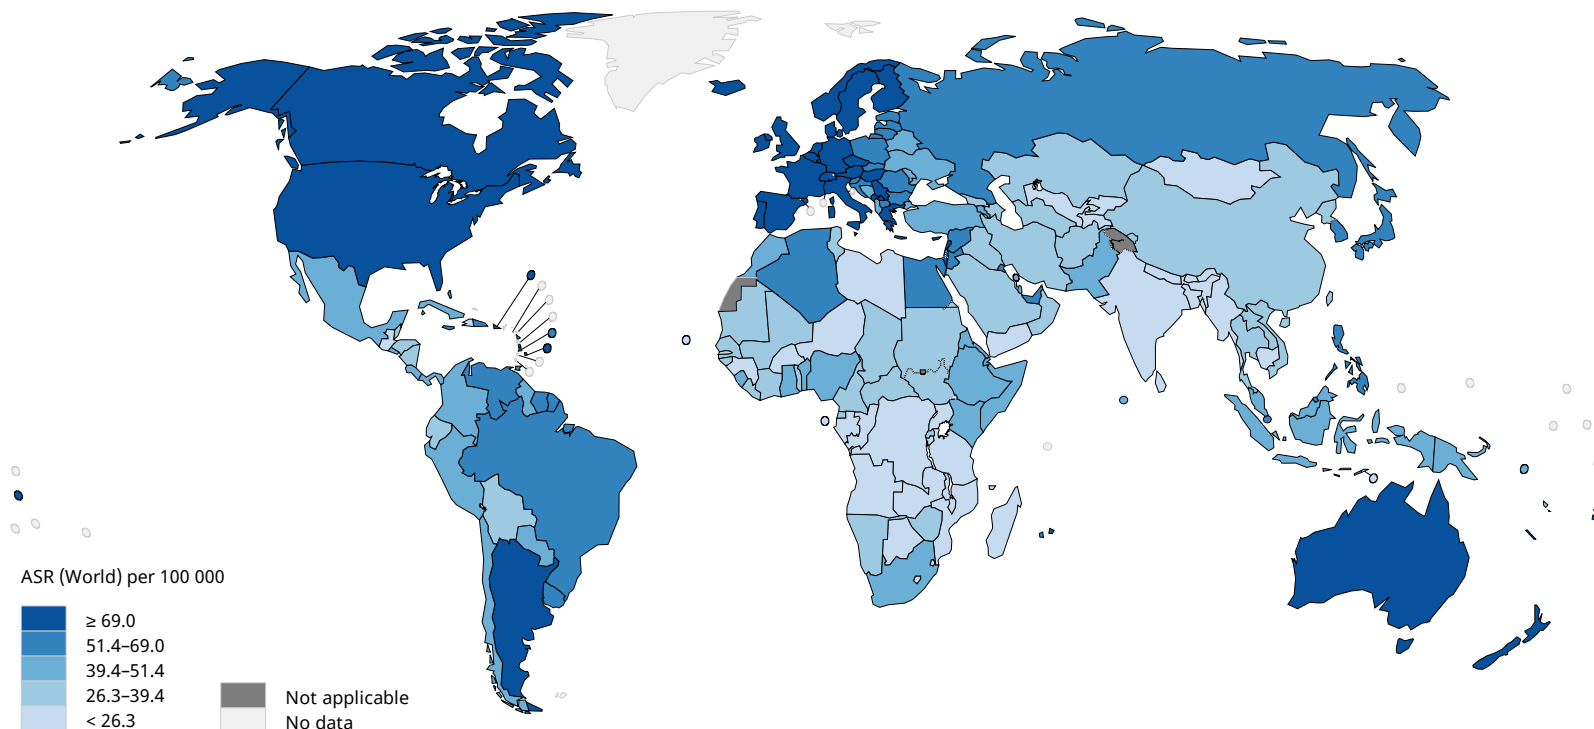 ASR (World) per 100 000
≥ 69.0
51.4–69.0
39.4–51.4
26.3–39.4
< 26.3
Not applicable
No data